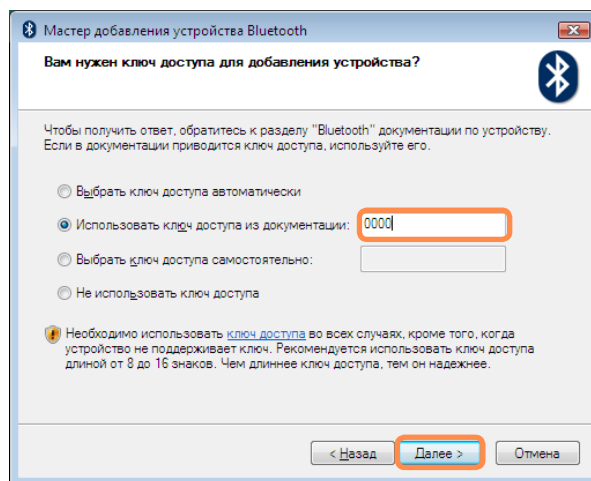 Мастер добавления устройства Bluetooth
Вам нужен ключ доступа для добавления устройства?
Чтобы получить ответ, обратитесь к разделу "Bluetooth" документации по устройству.
Если в документации приводится ключ доступа, используйте его.
Выбрать ключ доступа автоматически
Использовать ключ доступа из документации: 0000
Выбрать ключ доступа самостоятельно:
Не использовать ключ доступа
Необходимо использовать ключ доступа во всех случаях, кроме того, когда
устройство не поддерживает ключ. Рекомендуется использовать ключ доступа
длиной от 8 до 16 знаков. Чем длиннее ключ доступа, тем он надежнее.
< Назад Далее > Отмена